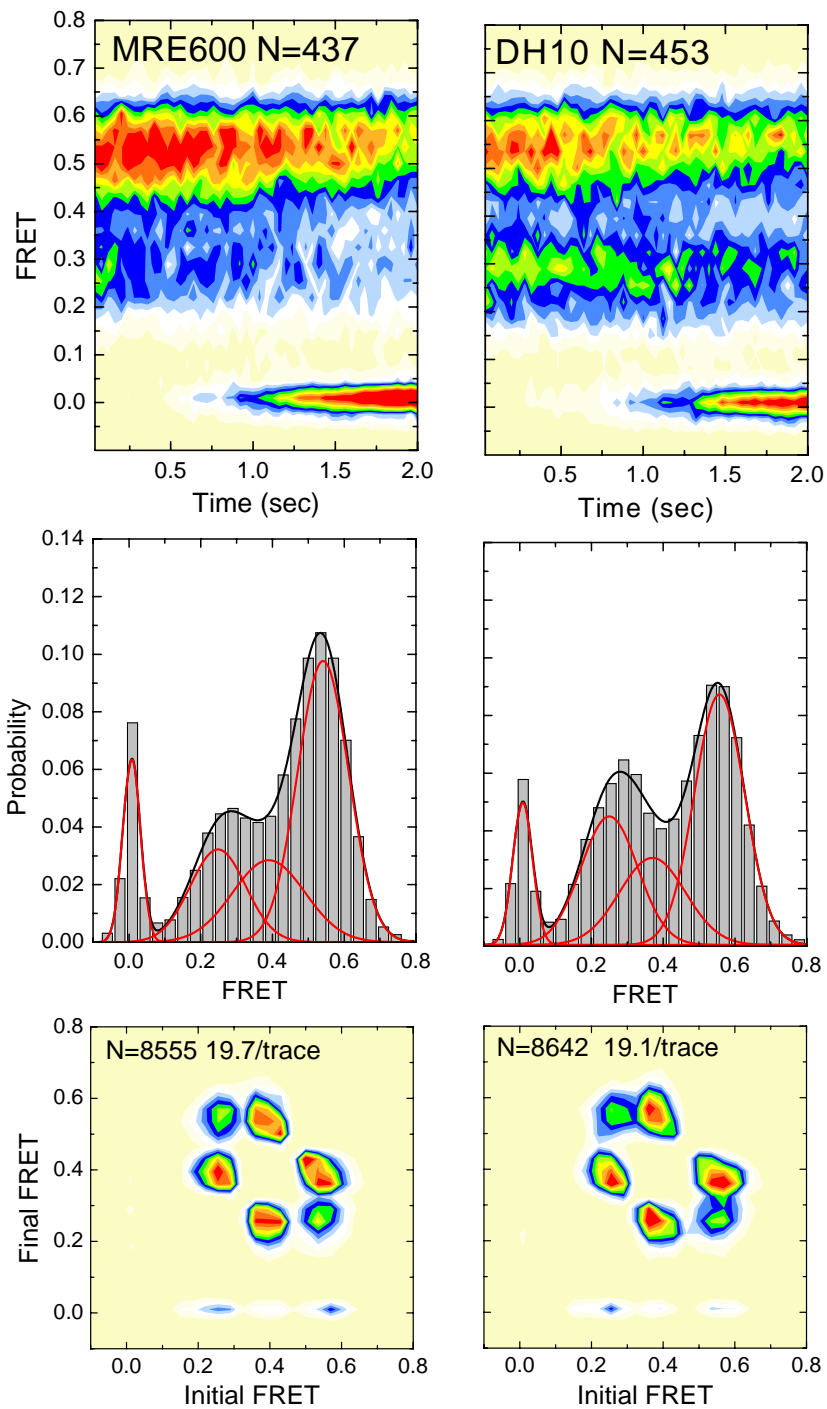 MRE600 N=437
DH10 N=453
FRET
0.8
0.7
0.6
0.5
0.4
0.3
0.2
0.1
0.0
0.5 1.0 1.5 2.0
0.5 1.0 1.5 2.0
Time (sec)
Time (sec)
Probability
0.14
0.12
0.10
0.08
0.06
0.04
0.02
0.00
0.0 0.2 0.4 0.6 0.8
0.0 0.2 0.4 0.6 0.8
FRET
FRET
N=8555 19.7/trace
N=8642 19.1/trace
Final FRET
0.8
0.6
0.4
0.2
0.0
0.0 0.2 0.4 0.6 0.8
0.0 0.2 0.4 0.6 0.8
Initial FRET
Initial FRET